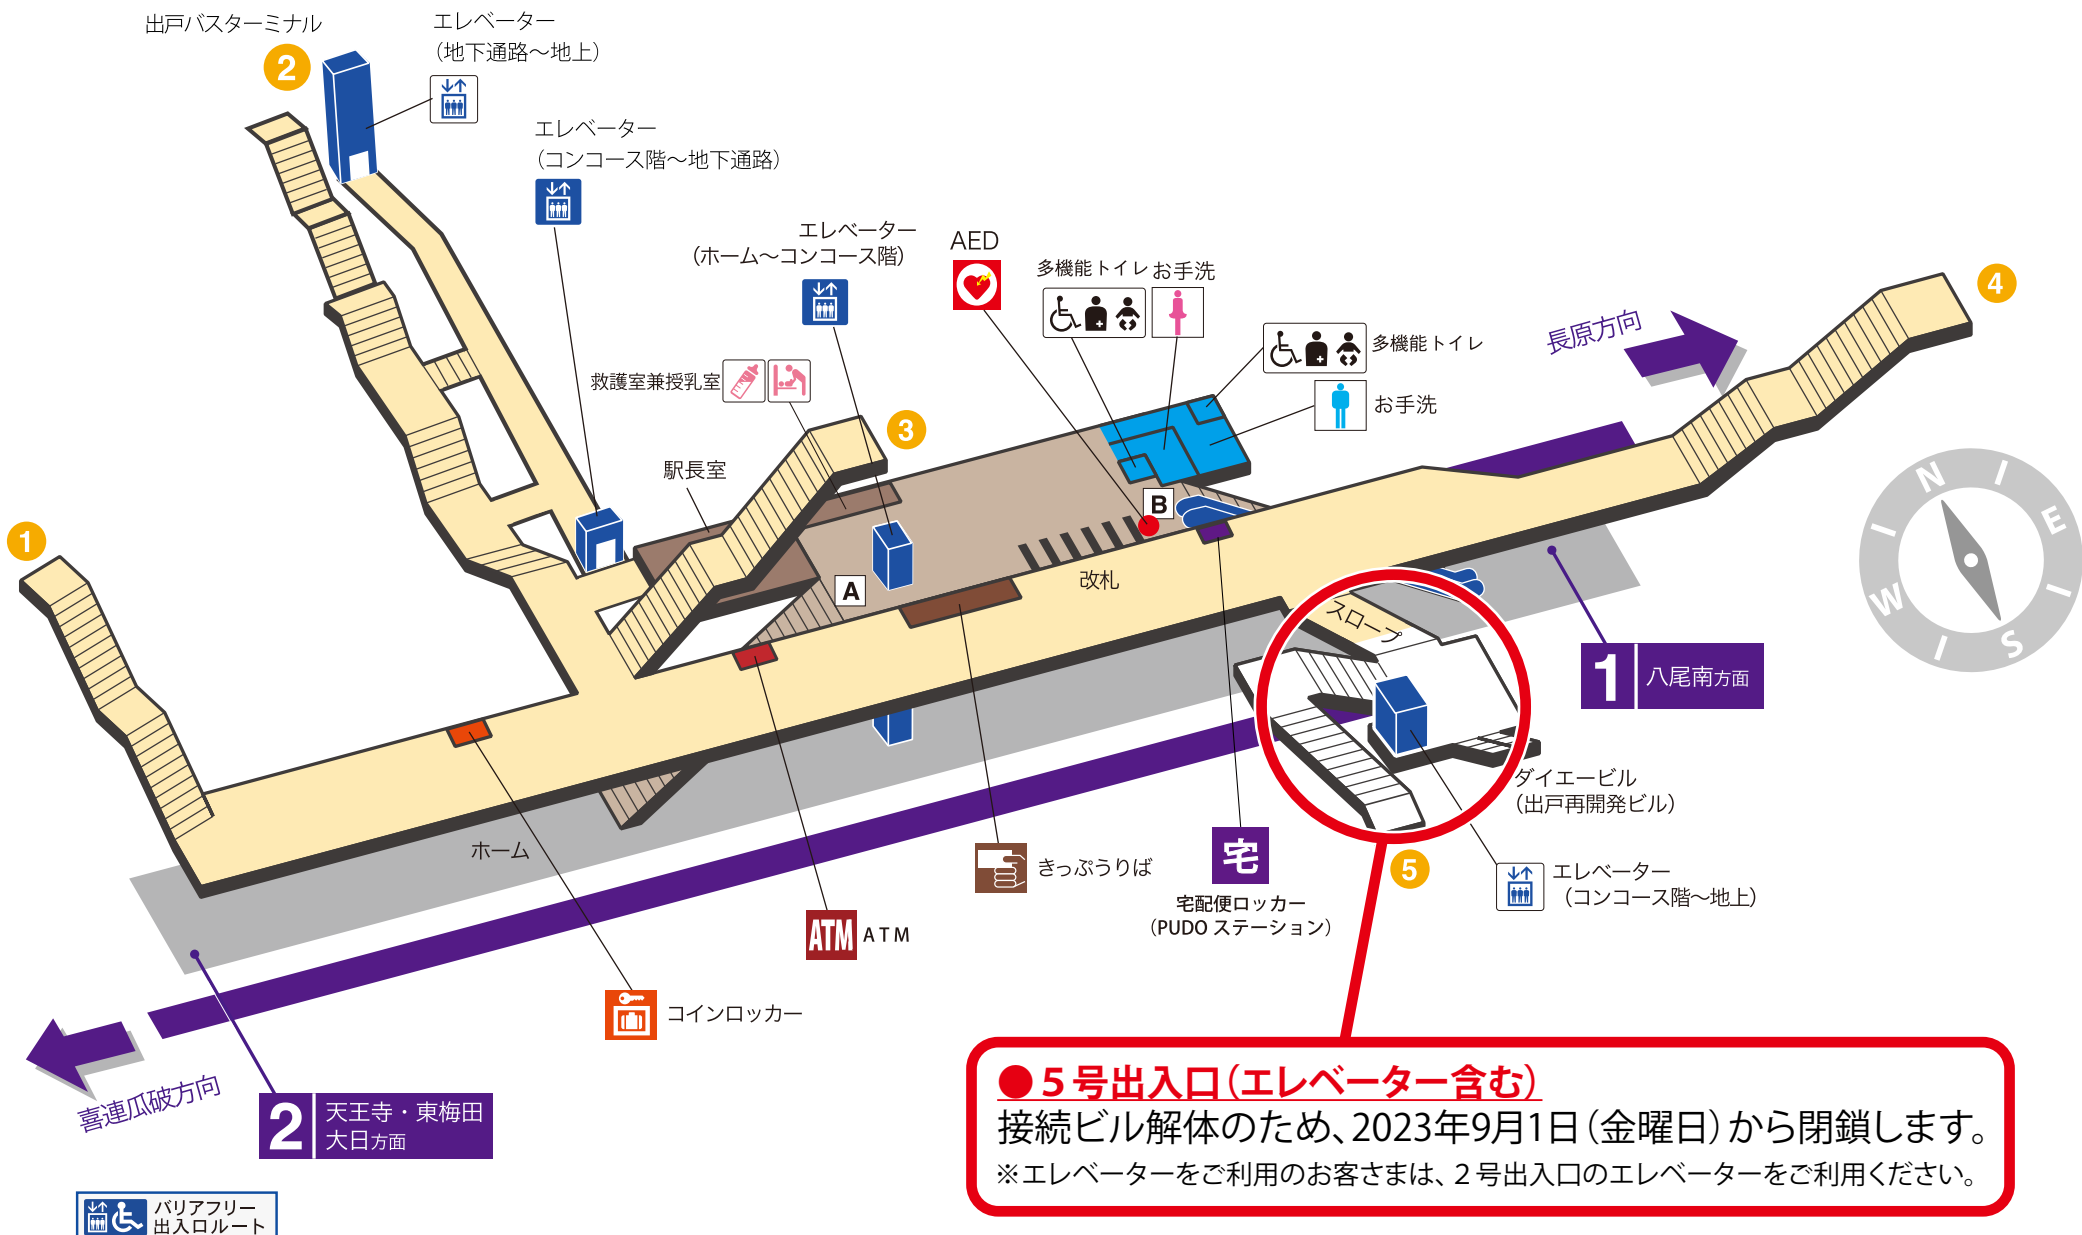 出戸バスターミナル
2
エレベーター
(地下通路～地上)
エレベーター
(コンコース階～地下通路)
エレベーター
(ホーム～コンコース階)
AED
多機能トイレ
お手洗
多機能トイレ
お手洗
4
長原方向
救護室兼授乳室
3
駅長室
1
A
B
改札
スロープ
N
E
S
W
1
八尾南方面
ダイエービル
(出戸再開発ビル)
ホーム
きっぷうりば
宅
宅配便ロッカー
(PUDO ステーション)
5
エレベーター
(コンコース階～地上)
ATM
ATM
コインロッカー
喜連瓜破方向
2
天王寺・東梅田
大日方面
●５号出入口(エレベーター含む)
接続ビル解体のため、2023年9月1日(金曜日)から閉鎖します。
※エレベーターをご利用のお客さまは、２号出入口のエレベーターをご利用ください。
バリアフリー
出入口ルート